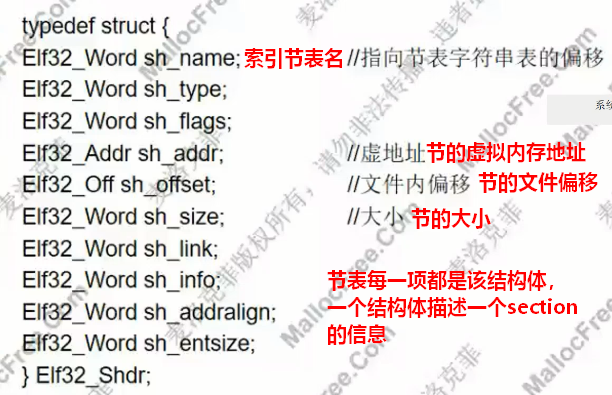 typedef struct {
Elf32_Word sh_name; 索引节表名 //指向节表字符串表的偏移
Elf32_Word sh_type;
Elf32_Word sh_flags;
Elf32_Addr sh_addr; //虚地址 节的虚拟内存地址
Elf32_Off sh_offset; //文件内偏移 节的文件偏移
Elf32_Word sh_size; //大小 节的大小
Elf32_Word sh_link;
Elf32_Word sh_info;
节表每一项都是该结构体，
一个结构体描述一个section
的信息
Elf32_Word sh_addralign;
Elf32_Word sh_entsize;
} Elf32_Shdr;
系统
麦洛克菲版权所有，请勿非法传播，违者
MallocFree.Com
麦洛克菲